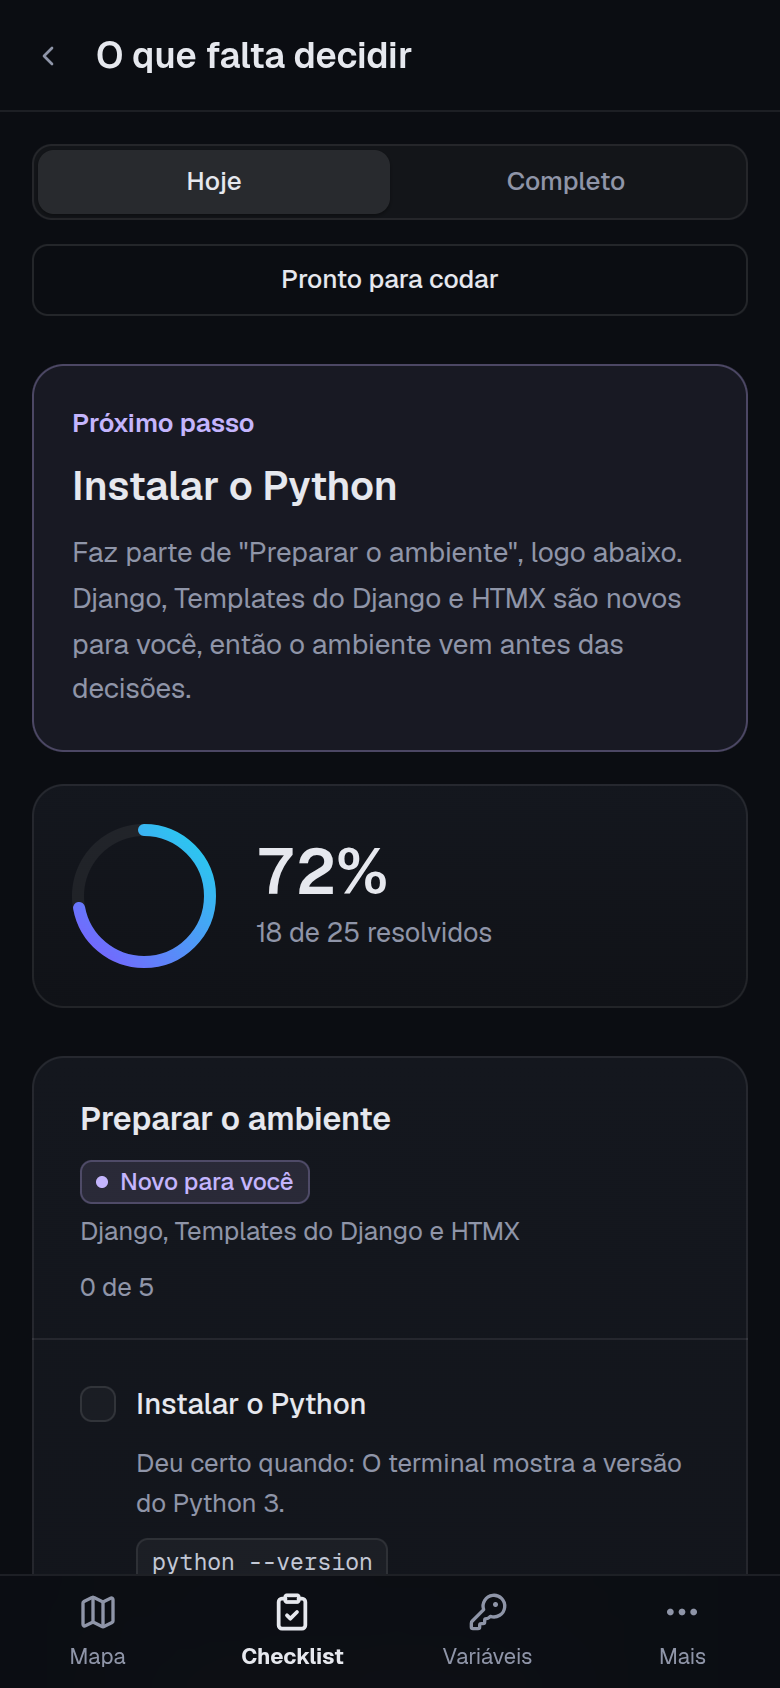 O que falta decidir
Hoje
Completo
Pronto para codar
Próximo passo
Instalar o Python
Faz parte de "Preparar o ambiente", logo abaixo.
Django, Templates do Django e HTMX são novos
para você, então o ambiente vem antes das
decisões.
72%
18 de 25 resolvidos
Preparar o ambiente
Novo para você
Django, Templates do Django e HTMX
0 de 5
Instalar o Python
Deu certo quando: O terminal mostra a versão
do Python 3.
python --version
Mapa
Checklist
Variáveis
Mais